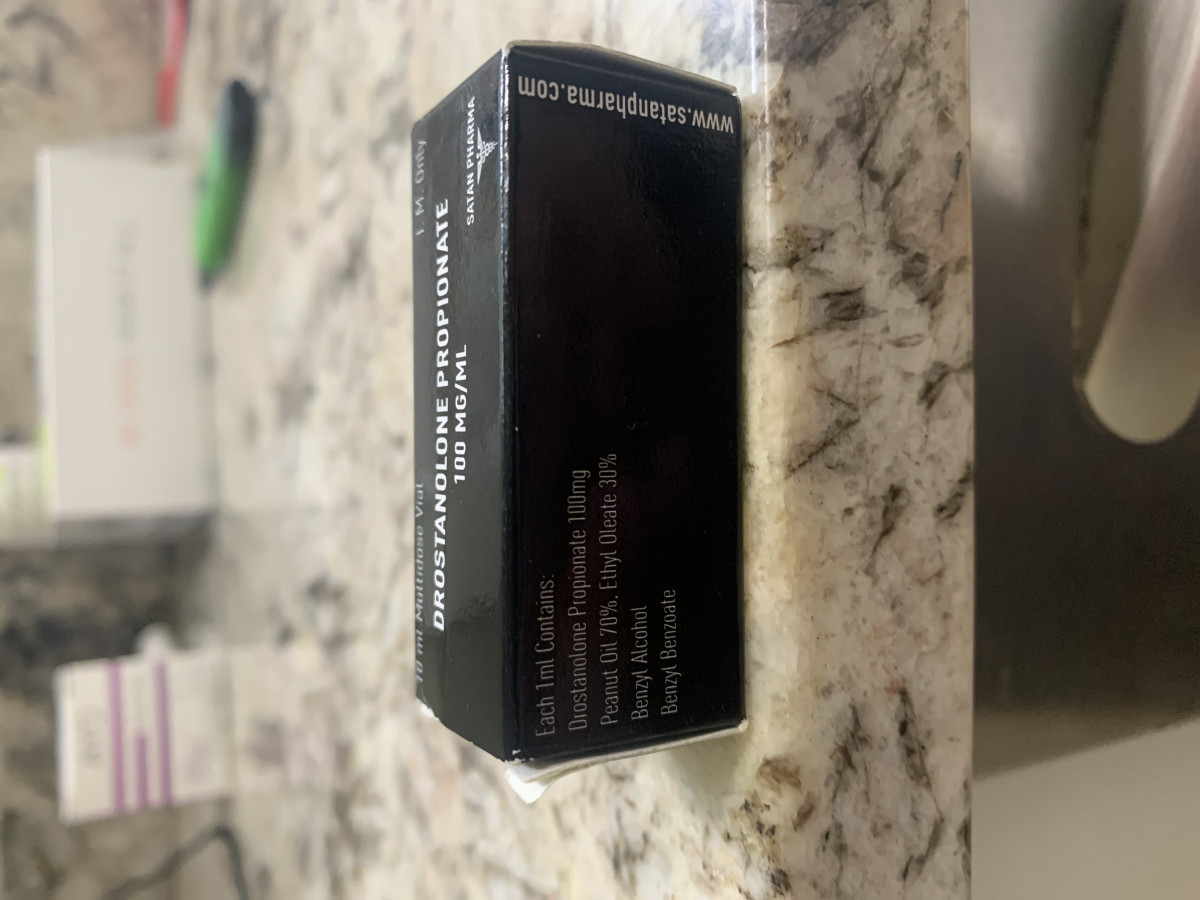 10 ml Multidose Vial
I. M. Only
DROSTANOLONE PROPIONATE
100 MG/ML
SATAN PHARMA
Each 1ml Contains:
Drostanolone Propionate 100mg
Peanut Oil 70%. Ethyl Oleate 30%
Benzyl Alcohol
Benzyl Benzoate
www.satanpharma.com